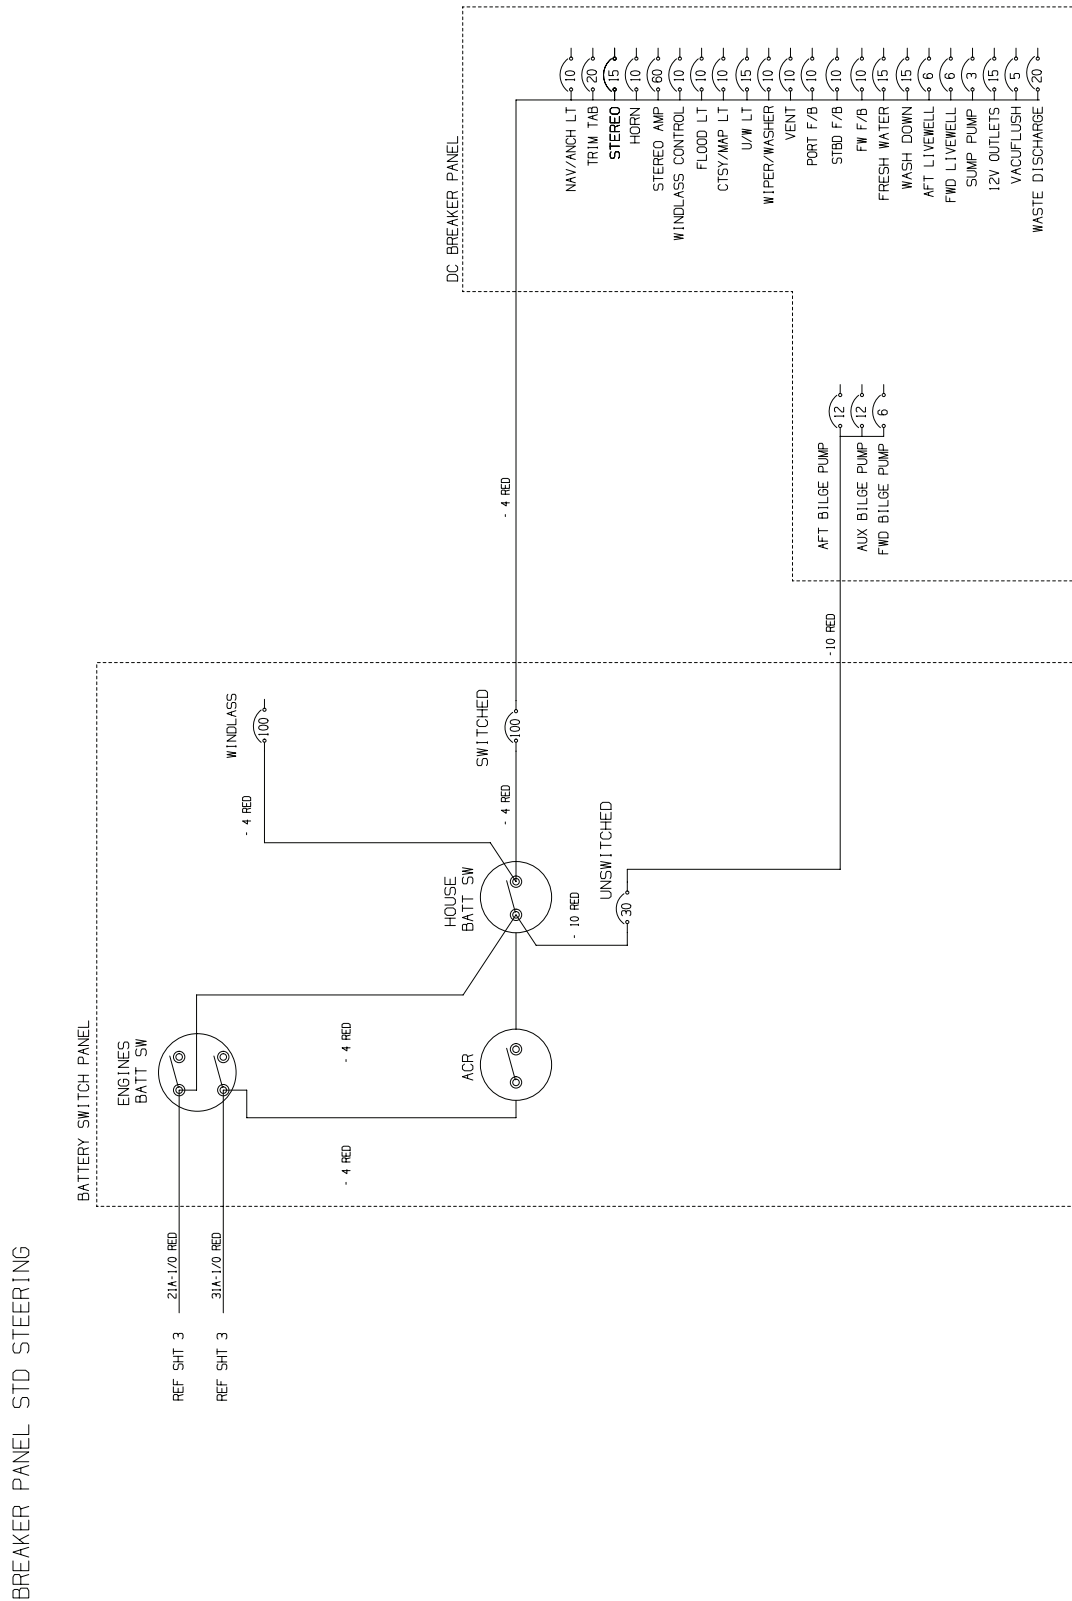 BREAKER PANEL STD STEERING
BATTERY SWITCH PANEL
REF SHT 3
21A-1/0 RED
REF SHT 3
31A-1/0 RED
ENGINES
BATT SW
- 4 RED
- 4 RED
ACR
HOUSE
BATT SW
- 4 RED
WINDLASS
100
- 4 RED
SWITCHED
100
- 10 RED
UNSWITCHED
30
- 4 RED
-10 RED
DC BREAKER PANEL
AFT BILGE PUMP
12
AUX BILGE PUMP
12
FWD BILGE PUMP
6
NAV/ANCH LT
10
TRIM TAB
20
STEREO
15
HORN
10
STEREO AMP
60
WINDLASS CONTROL
10
FLOOD LT
10
CTSY/MAP LT
10
U/W LT
15
WIPER/WASHER
10
VENT
10
PORT F/B
10
STBD F/B
10
FW F/B
10
FRESH WATER
15
WASH DOWN
15
AFT LIVEWELL
6
FWD LIVEWELL
6
SUMP PUMP
3
12V OUTLETS
15
VACUFLUSH
5
WASTE DISCHARGE
20